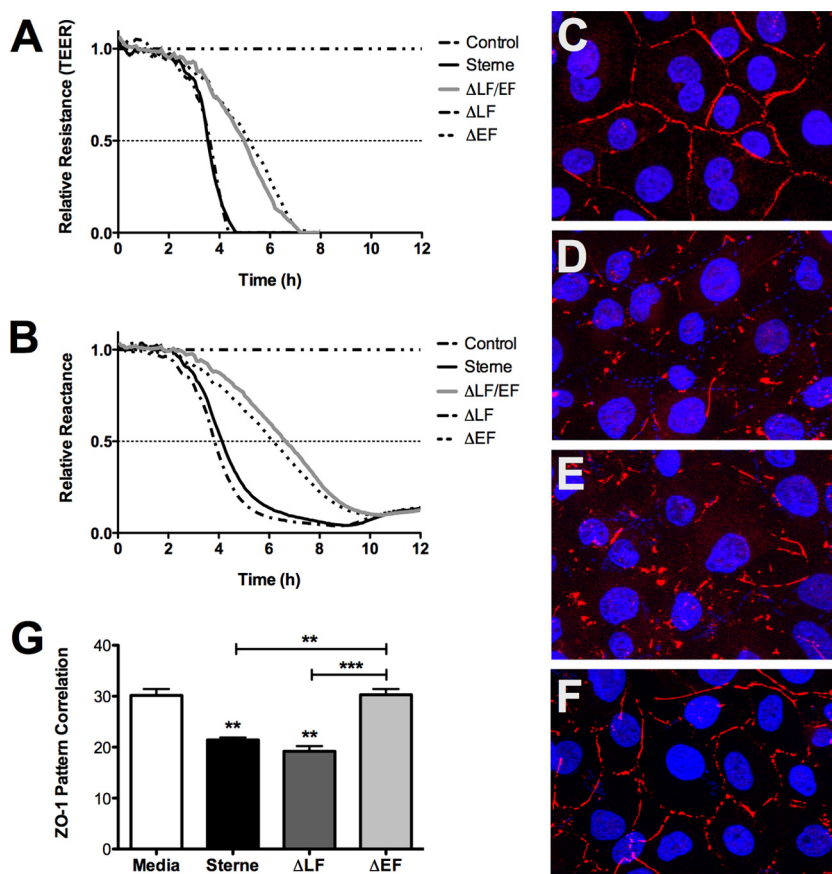 A
Relative Resistance (TEER)
1.0
0.5
0.0
0 2 4 6 8 10 12
Time (h)
Control
Sterne
ΔLF/EF
ΔLF
ΔEF
B
Relative Reactance
1.0
0.5
0.0
0 2 4 6 8 10 12
Time (h)
Control
Sterne
ΔLF/EF
ΔLF
ΔEF
G
ZO-1 Pattern Correlation
40
30
20
10
0
**
***
**
**
Media Sterne ΔLF ΔEF
C
D
E
F